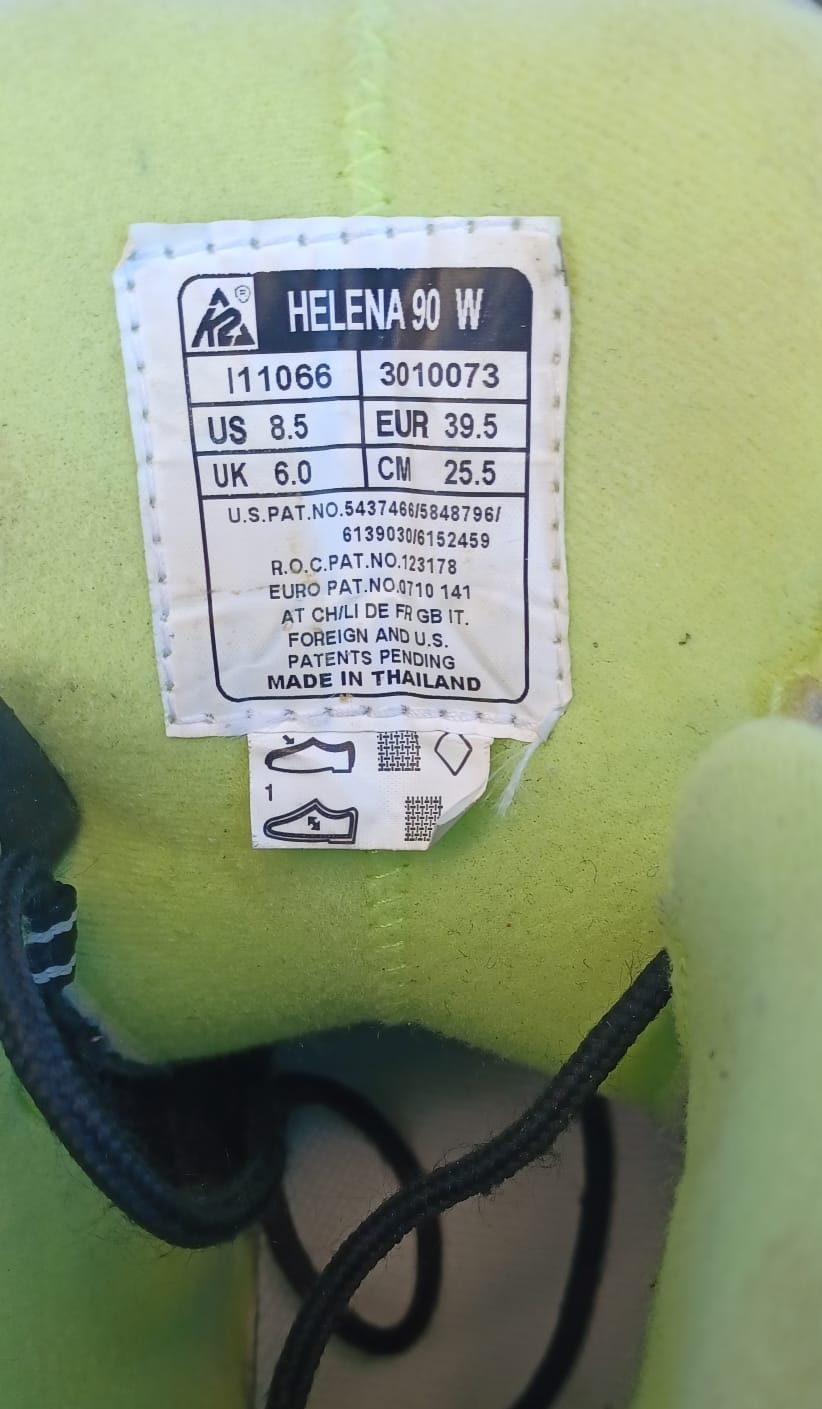 K2® HELENA 90 W
I11066 3010073
US 8.5 EUR 39.5
UK 6.0 CM 25.5
U.S.PAT.NO.5437466/5848796/
6139030/6152459
R.O.C.PAT.NO.123178
EURO PAT.NO.0710 141
AT CH/LI DE FR GB IT.
FOREIGN AND U.S.
PATENTS PENDING
MADE IN THAILAND
1